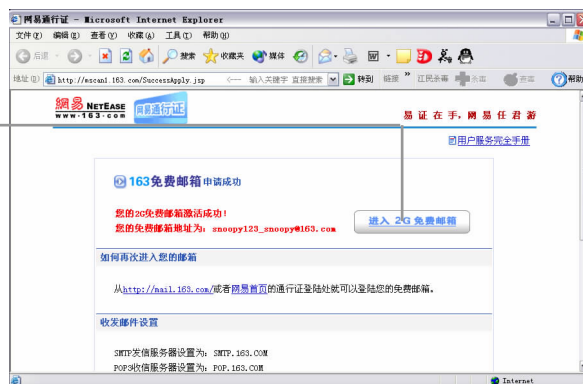 网易通行证 - Microsoft Internet Explorer
文件(F) 编辑(E) 查看(V) 收藏(A) 工具(T) 帮助(H)
后退 搜索 收藏夹 媒体
地址(D) http://mscanl.163.com/SuccessApply.jsp <── 输入关键字 直接搜索 转到 链接 » 江民杀毒 帮助
網易 NETEASE 网易通行证
www.163.com
易证在手,网易任君游
用户服务完全手册
163免费邮箱申请成功
您的2G免费邮箱激活成功!
您的免费邮箱地址为: snoopy123_snoopy@163.com
进入 2G 免费邮箱
如何再次进入您的邮箱
从http://mail.163.com/或者网易首页的通行证登陆处就可以登陆您的免费邮箱。
收发邮件设置
SMTP发信服务器设置为: SMTP.163.COM
POP3收信服务器设置为: POP.163.COM
Internet